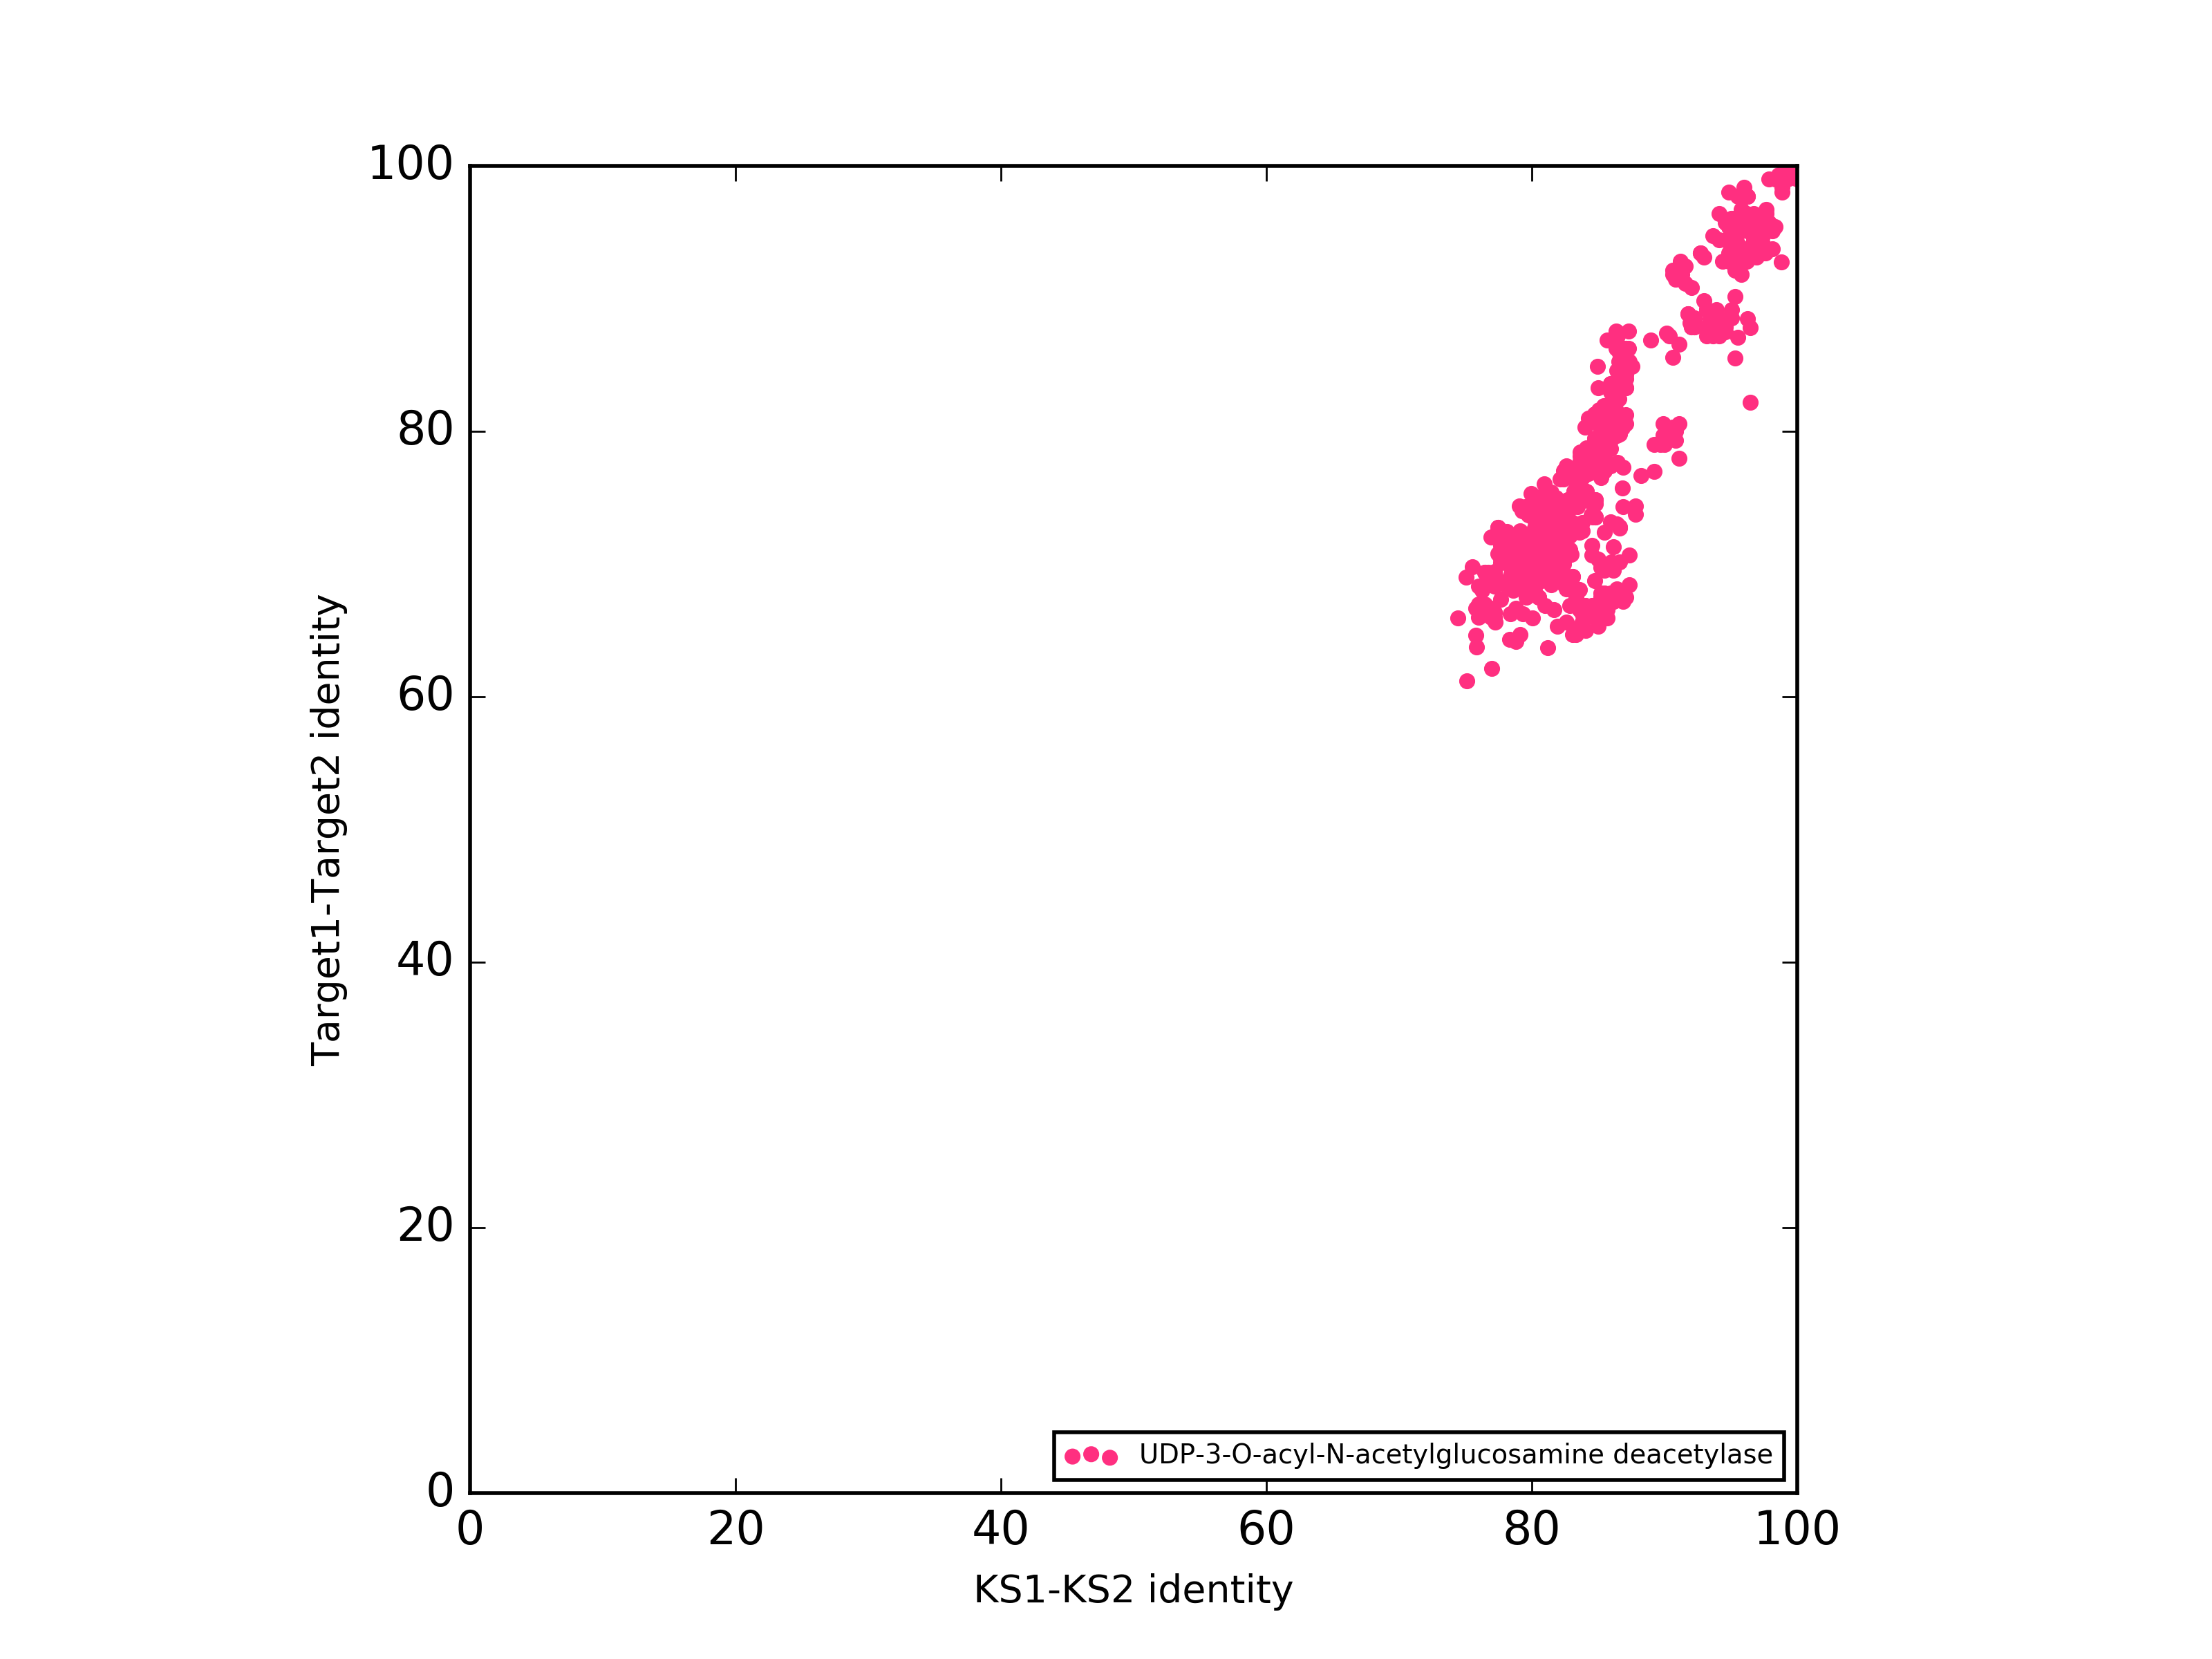 100
80
60
40
20
0
Target1-Target2 identity
UDP-3-O-acyl-N-acetylglucosamine deacetylase
0 20 40 60 80 100
KS1-KS2 identity